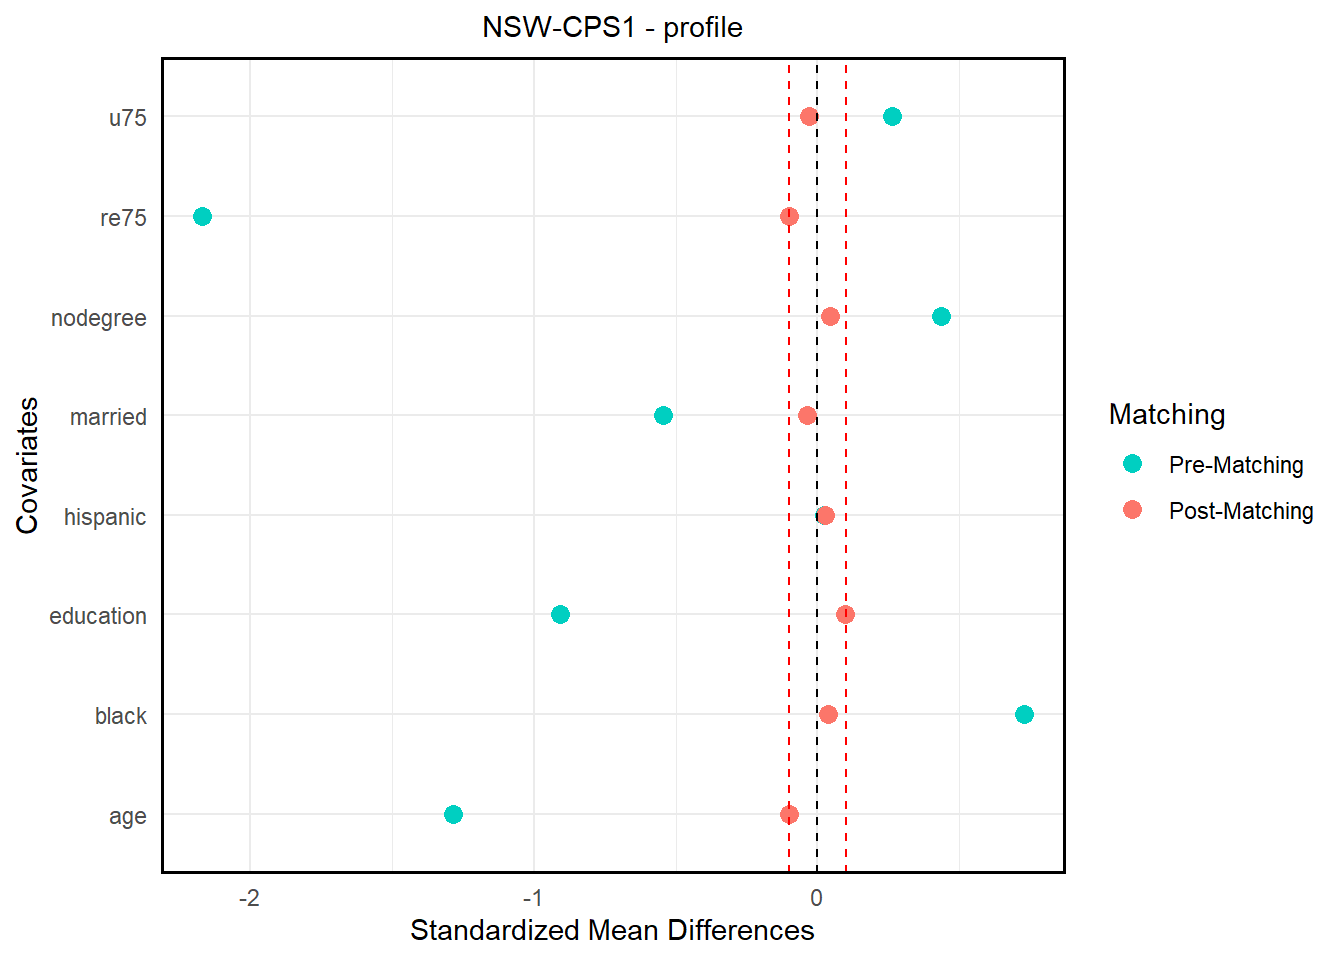 NSW-CPS1 - profile
u75
re75
nodegree
married
hispanic
education
black
age
Covariates
-2
-1
0
Standardized Mean Differences
Matching
Pre-Matching
Post-Matching